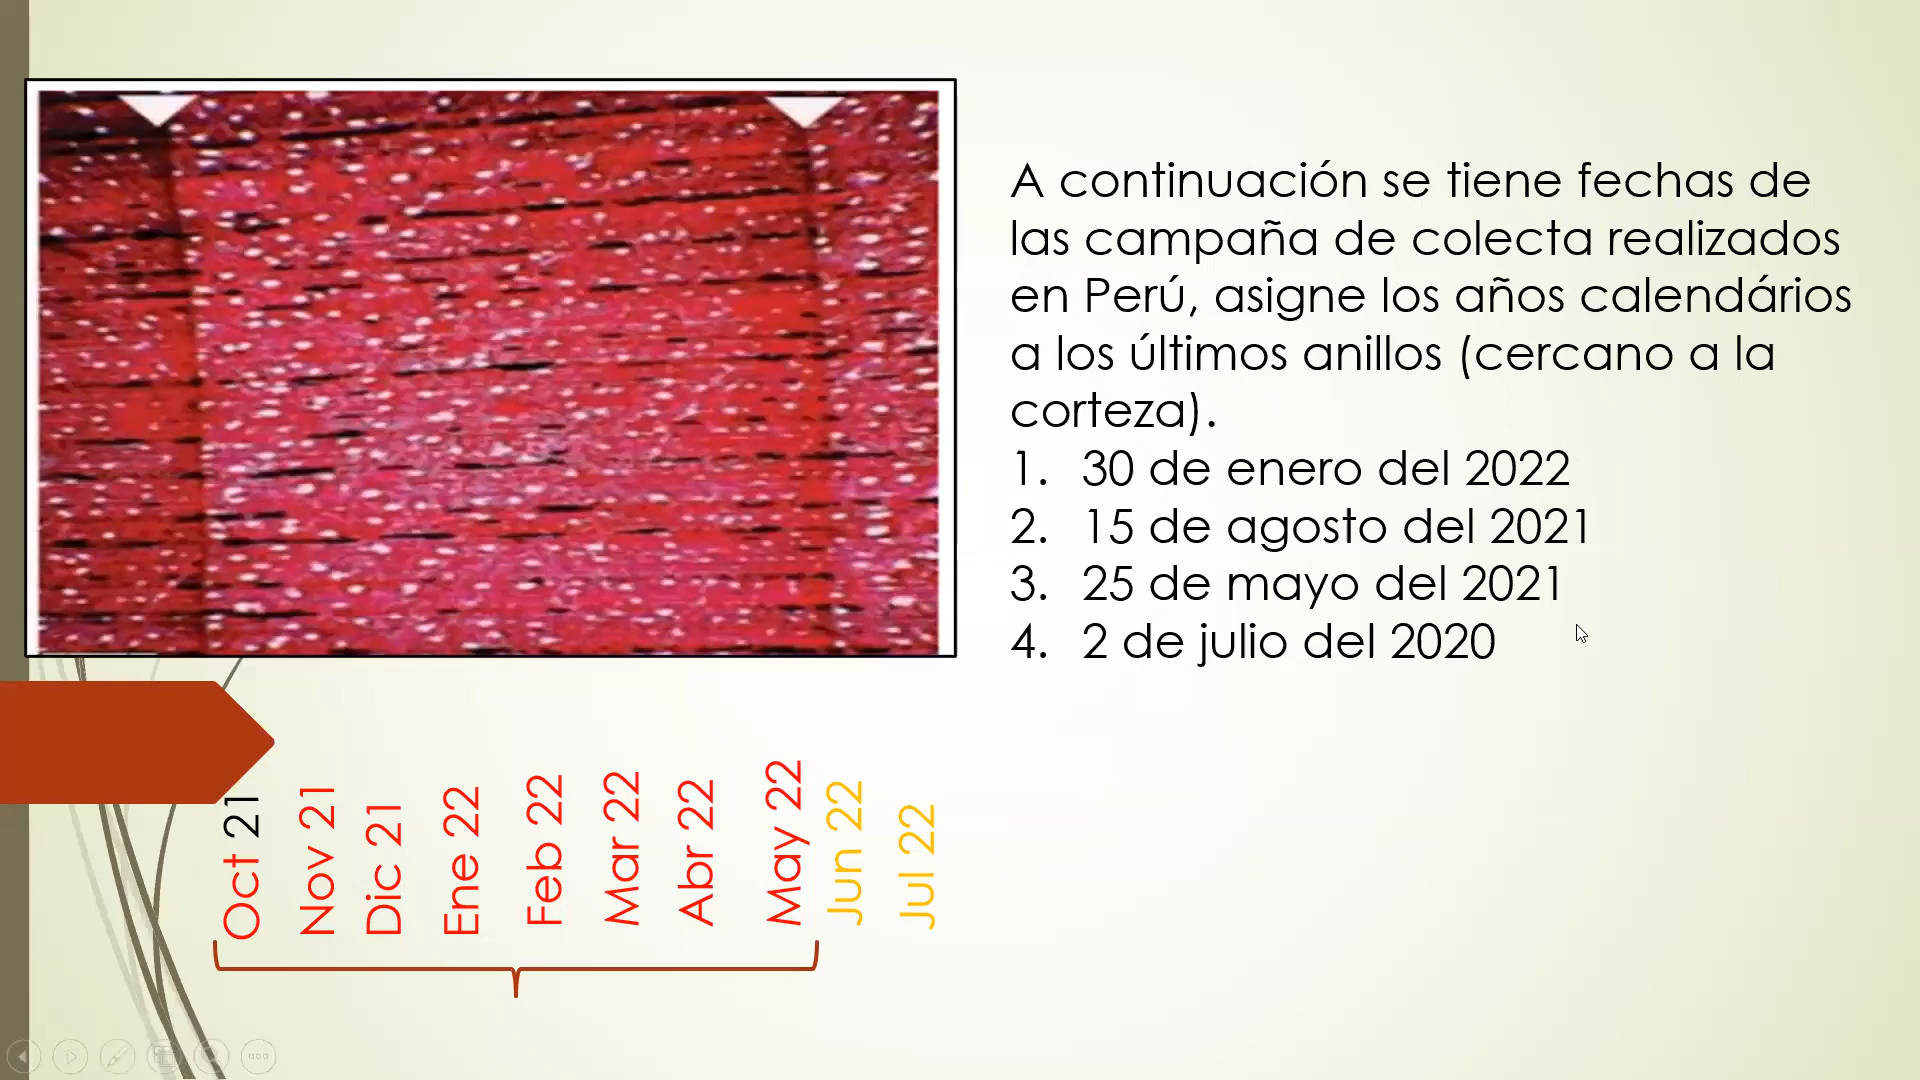 A continuación se tiene fechas de
las campaña de colecta realizados
en Perú, asigne los años calendários
a los últimos anillos (cercano a la
corteza).
1. 30 de enero del 2022
2. 15 de agosto del 2021
3. 25 de mayo del 2021
4. 2 de julio del 2020
Oct 21
Nov 21
Dic 21
Ene 22
Feb 22
Mar 22
Abr 22
May 22
Jun 22
Jul 22